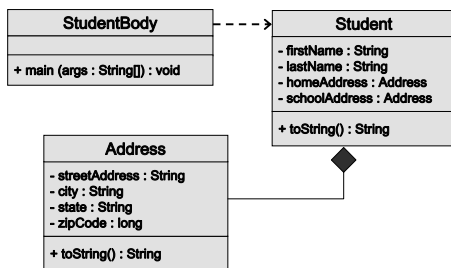 StudentBody
+ main (args : String[]) : void
Student
- firstName : String
- lastName : String
- homeAddress : Address
- schoolAddress : Address
+ toString() : String
Address
- streetAddress : String
- city : String
- state : String
- zipCode : long
+ toString() : String